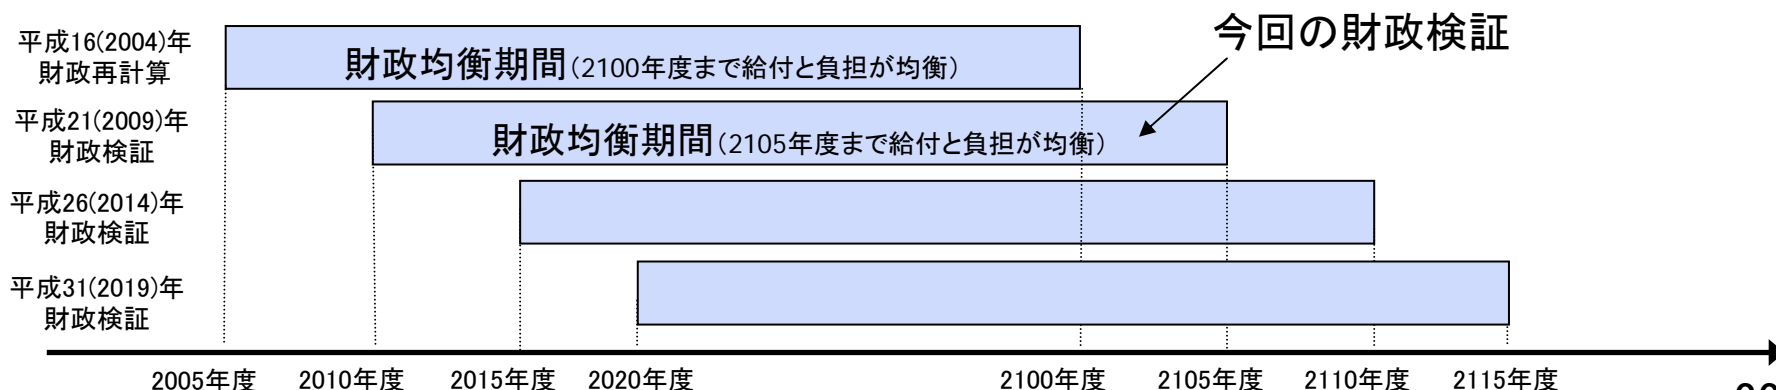 今回の財政検証
平成16(2004)年
財政再計算
財政均衡期間(2100年度まで給付と負担が均衡)
平成21(2009)年
財政検証
財政均衡期間(2105年度まで給付と負担が均衡)
平成26(2014)年
財政検証
平成31(2019)年
財政検証
2005年度 2010年度 2015年度 2020年度 2100年度 2105年度 2110年度 2115年度